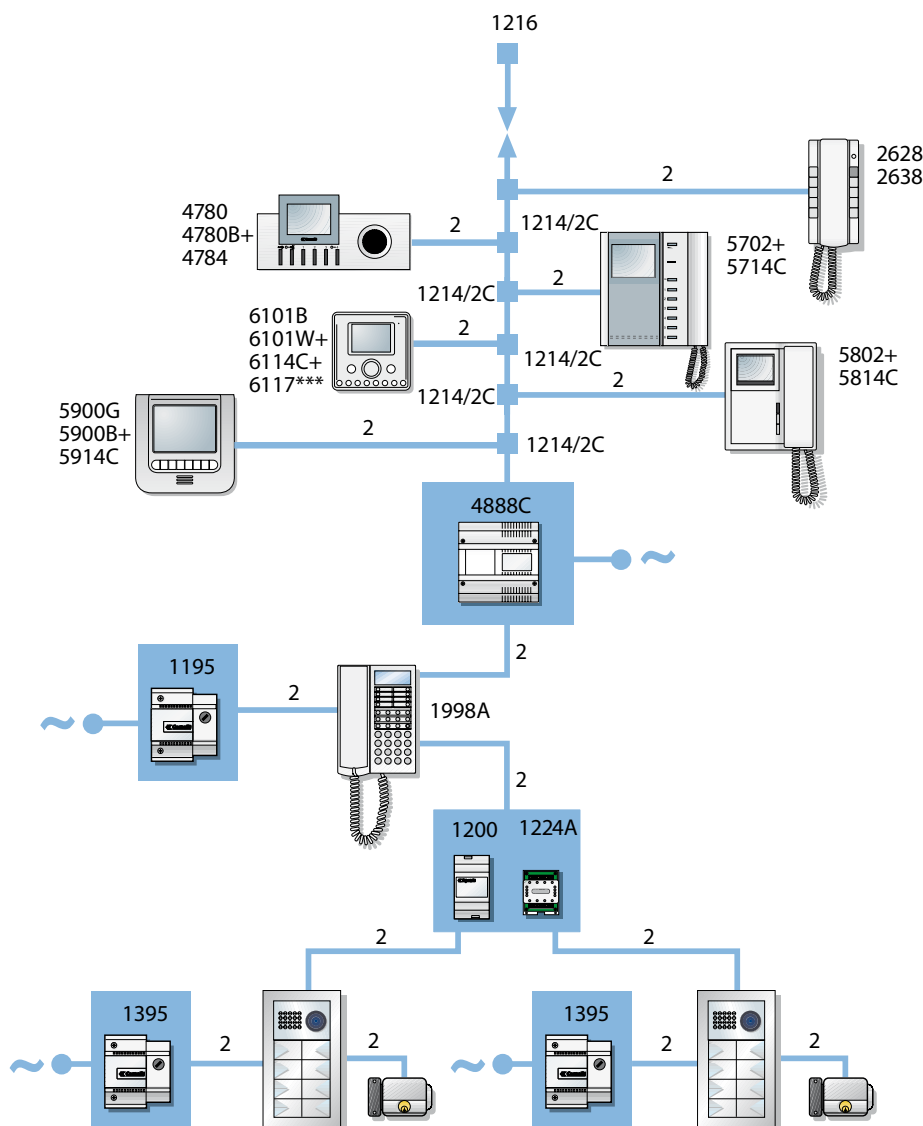 1216
2
2628
2638
4780
4780B+
4784
2
1214/2C
5702+
5714C
2
1214/2C
6101B
6101W+
6114C+
6117***
2
1214/2C
5802+
5814C
2
1214/2C
5900G
5900B+
5914C
2
1214/2C
4888C
~
2
1195
2
~
1998A
2
1200
1224A
2
2
1395
1395
2
2
2
2
~
~